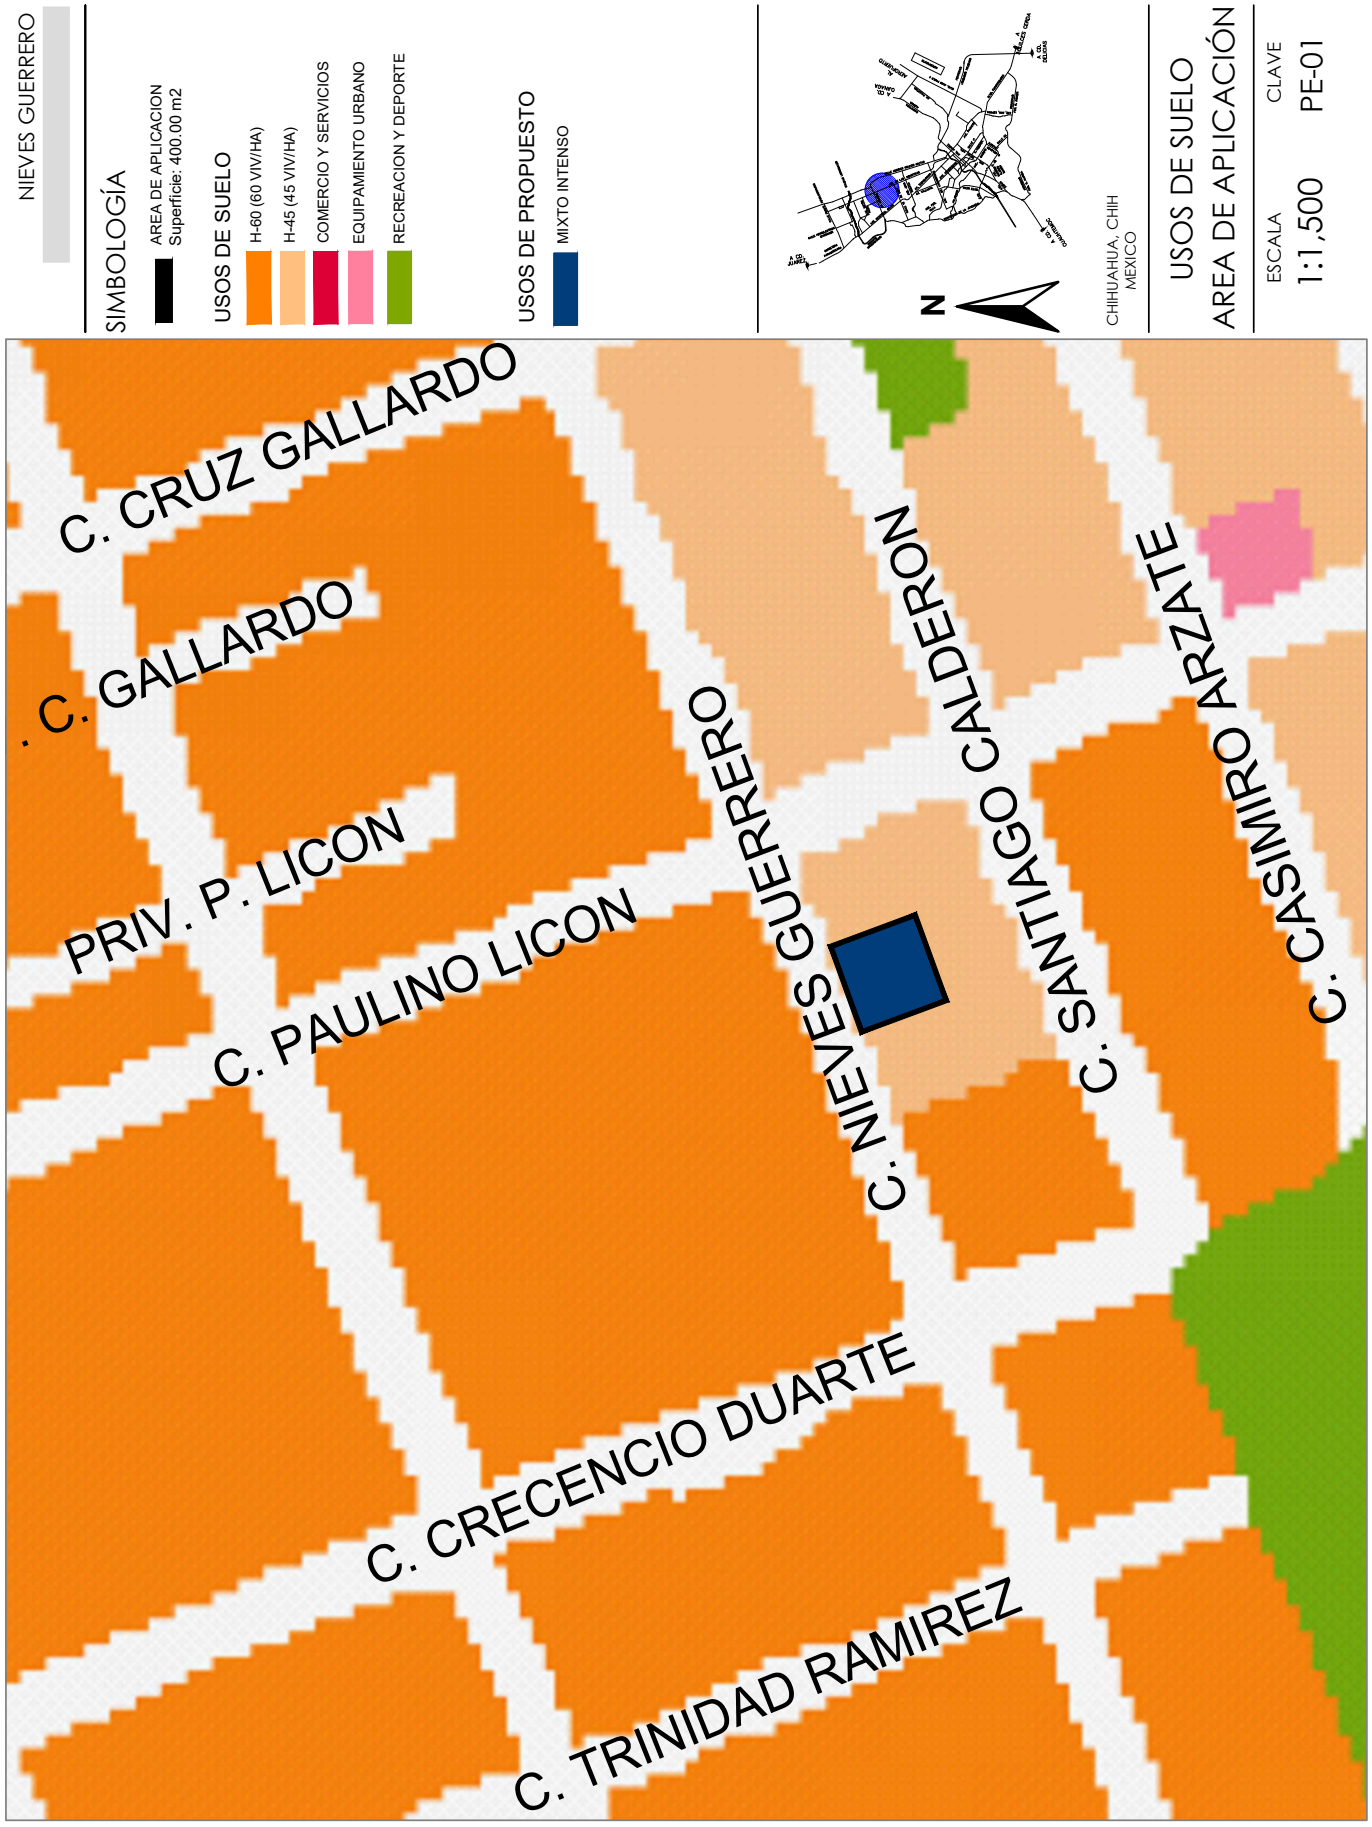 NIEVES GUERRERO
SIMBOLOGÍA
AREA DE APLICACION
Superficie: 400.00 m2
USOS DE SUELO
H-60 (60 VIV/HA)
H-45 (45 VIV/HA)
COMERCIO Y SERVICIOS
EQUIPAMIENTO URBANO
RECREACION Y DEPORTE
USOS DE PROPUESTO
MIXTO INTENSO
A CD.
JUAREZ
N
CHIHUAHUA, CHIH
MEXICO
USOS DE SUELO
AREA DE APLICACIÓN
ESCALA
1:1,500
CLAVE
PE-01
C. CRUZ GALLARDO
. C. GALLARDO
PRIV. P. LICON
C. PAULINO LICON
C. NIEVES GUERRERO
C. SANTIAGO CALDERON
C. CASIMIRO ARZATE
C. CRECENCIO DUARTE
C. TRINIDAD RAMIREZ